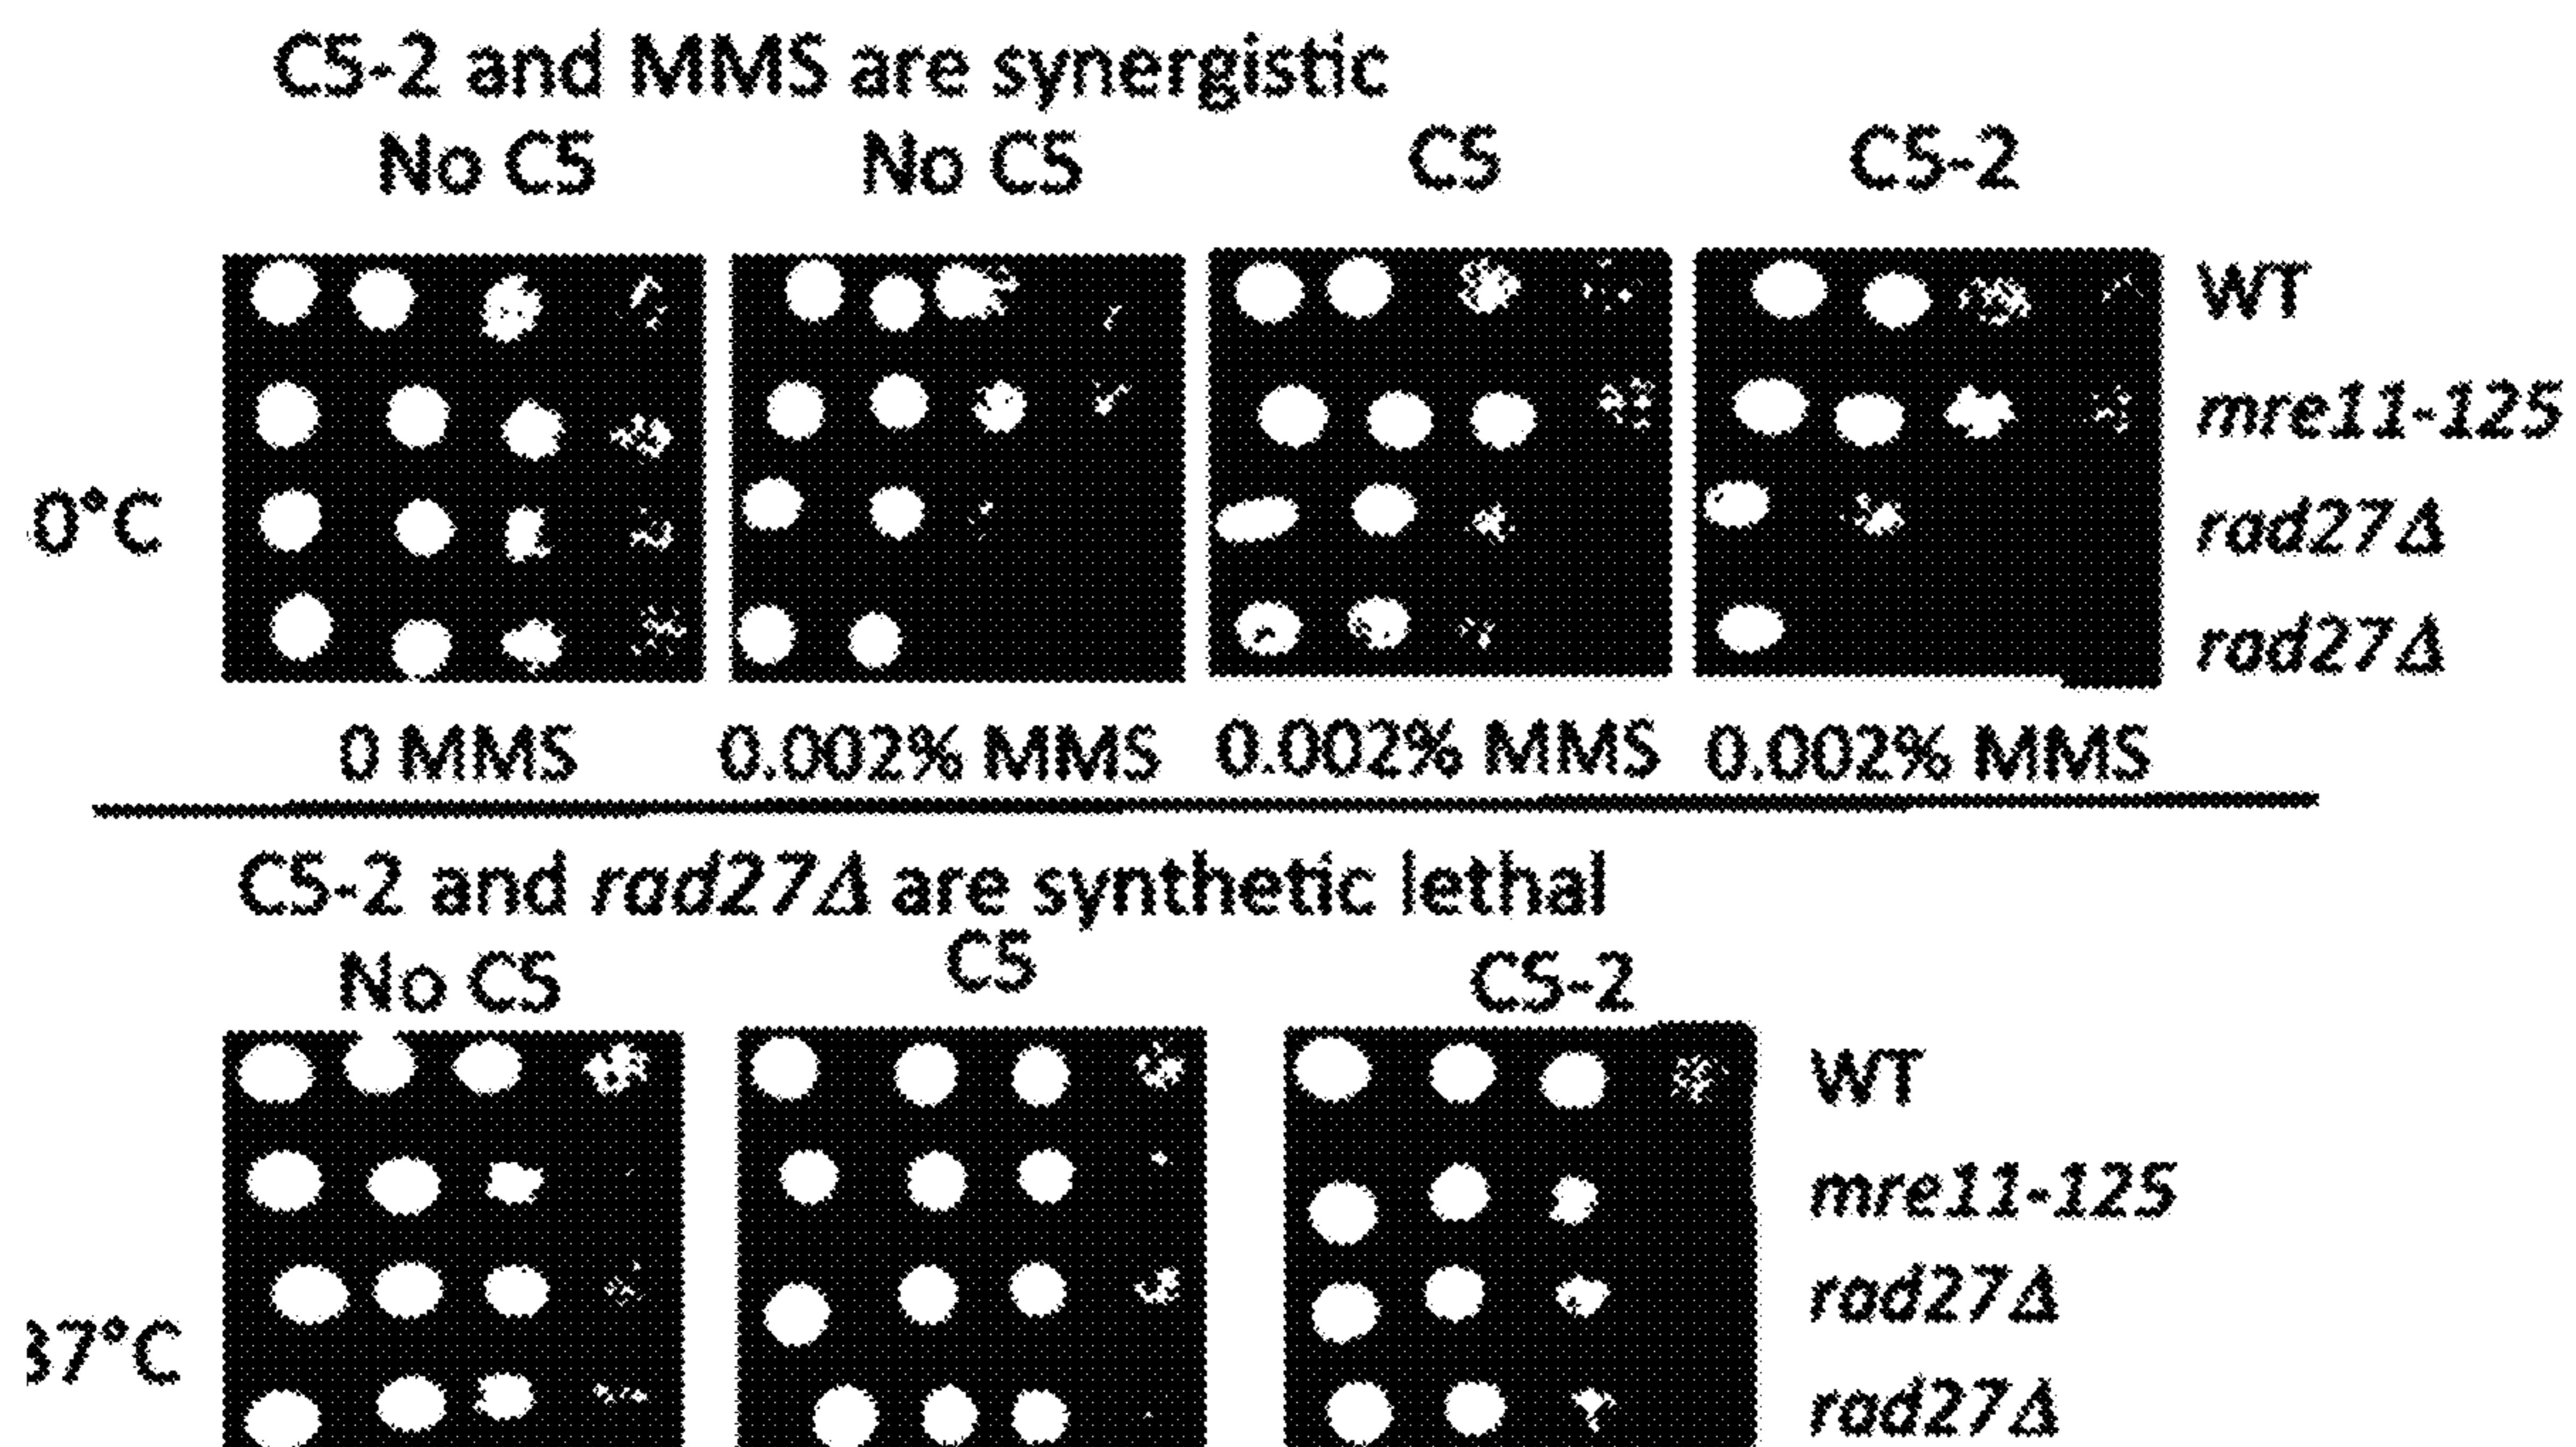 C5-2 and MMS are synergistic
No C5 No C5 C5 C5-2
WT
mre11-125
0°C
rad27Δ
rad27Δ
0 MMS 0.002% MMS 0.002% MMS 0.002% MMS
C5-2 and rad27Δ are synthetic lethal
No C5 C5 C5-2
WT
mre11-125
rad27Δ
37°C
rad27Δ